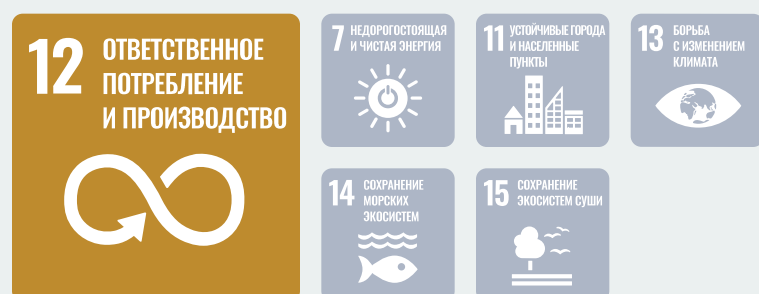 12 ОТВЕТСТВЕННОЕ
ПОТРЕБЛЕНИЕ
И ПРОИЗВОДСТВО
7 НЕДОРОГОСТОЯЩАЯ
И ЧИСТАЯ ЭНЕРГИЯ
11 УСТОЙЧИВЫЕ ГОРОДА
И НАСЕЛЕННЫЕ
ПУНКТЫ
13 БОРЬБА
С ИЗМЕНЕНИЕМ
КЛИМАТА
14 СОХРАНЕНИЕ
МОРСКИХ
ЭКОСИСТЕМ
15 СОХРАНЕНИЕ
ЭКОСИСТЕМ СУШИ